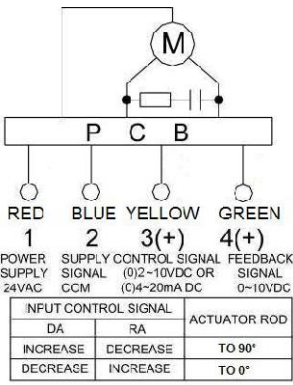 M
P C B
RED BLUE YELLOW GREEN
1 2 3(+) 4(+)
POWER SUPPLY CONTROL SIGNAL FEEDBACK
SUPPLY SIGNAL (0)2~10VDC OR SIGNAL
24VAC CCM (C)4~20mA DC 0~10VDC
INPUT CONTROL SIGNAL ACTUATOR ROD
DA RA
INCREASE DECREASE TO 90°
DECREASE INCREASE TO 0°